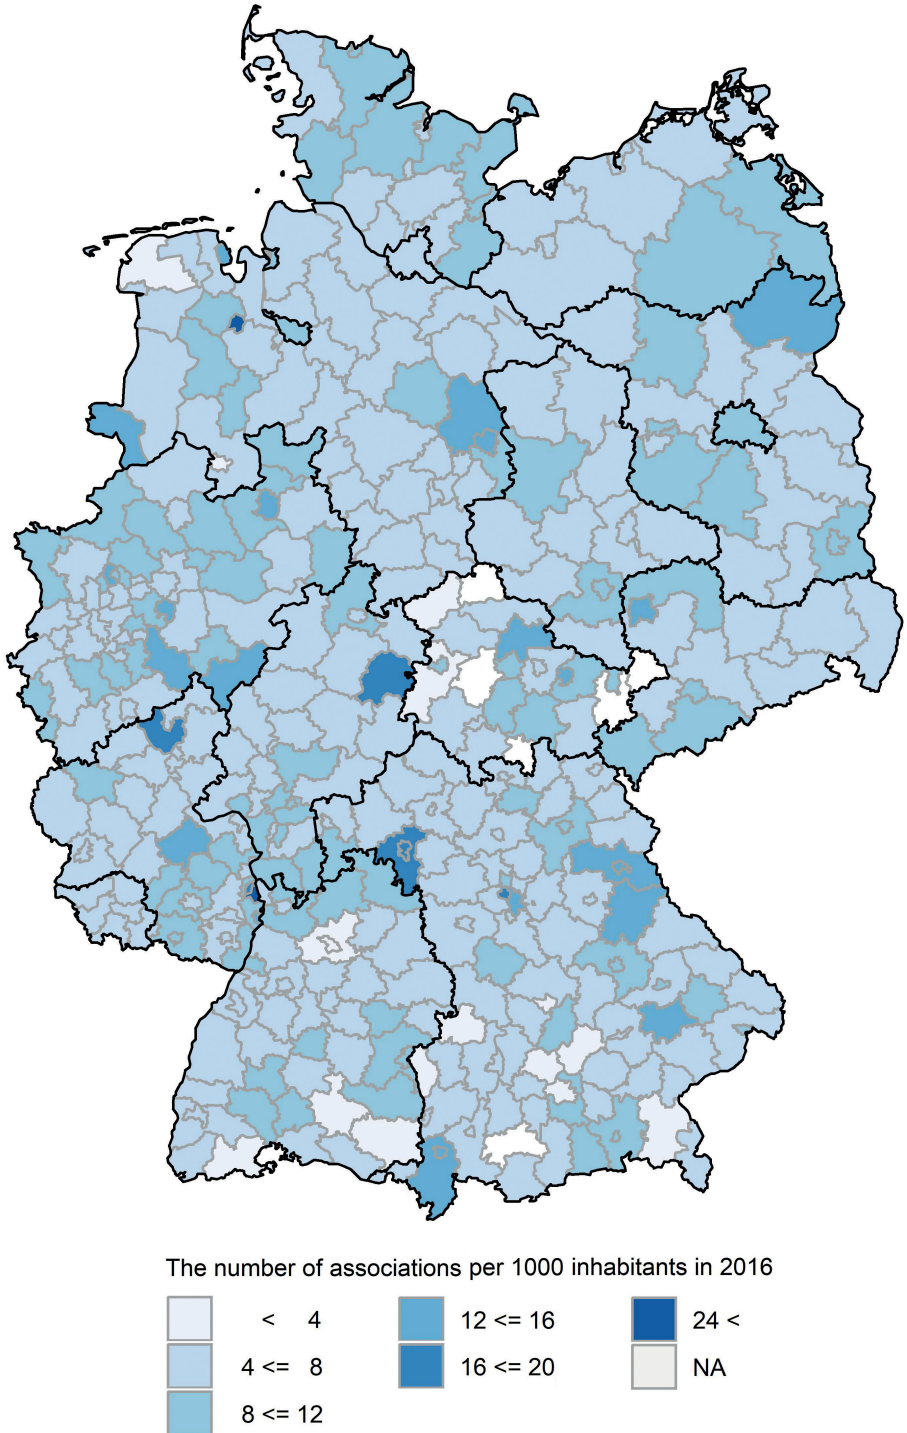 The number of associations per 1000 inhabitants in 2016
< 4
4 <= 8
8 <= 12
12 <= 16
16 <= 20
24 <
NA